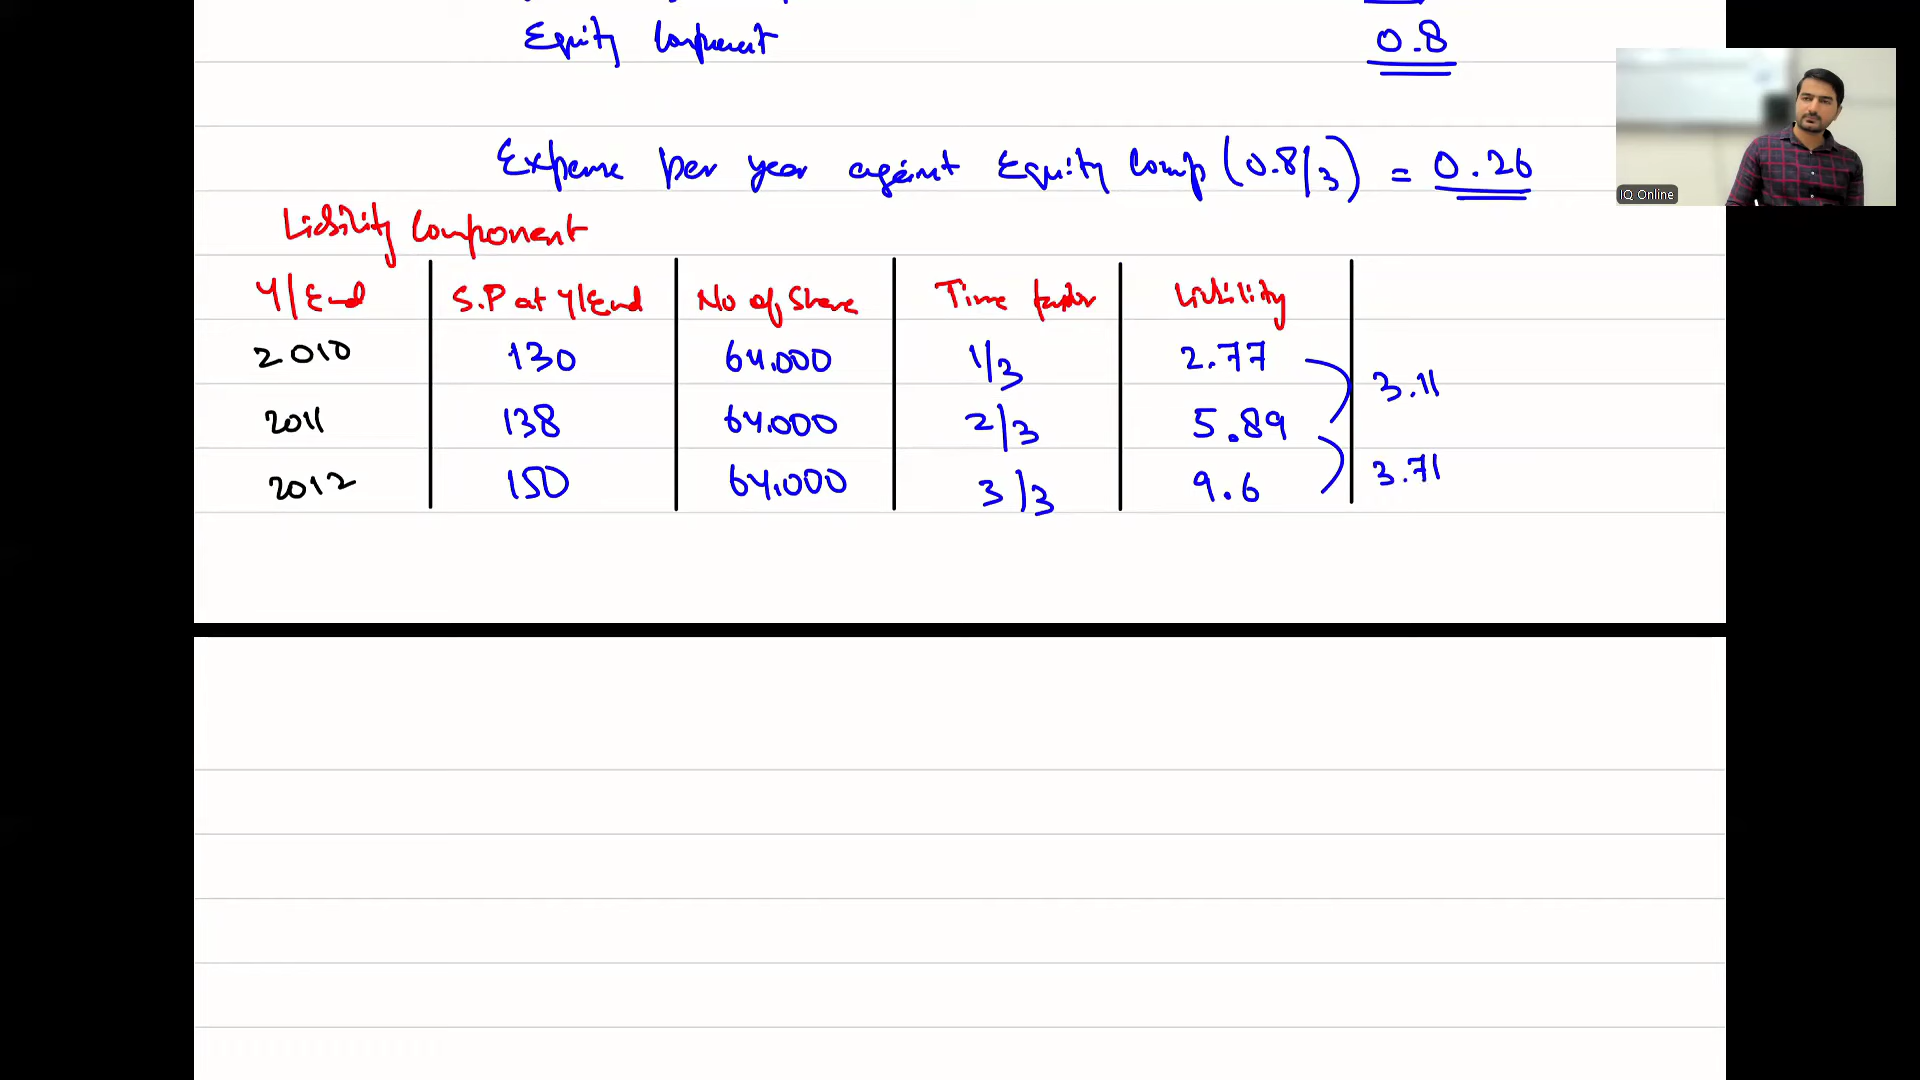 Equity Component 0.8
Expense per year against Equity Comp (0.8/3) = 0.26
IQ Online
Liability Component
Y/End S.P at Y/End No of Share Time factor Liability
2010 130 64.000 1/3 2.77
3.11
2011 138 64.000 2/3 5.89
3.71
2012 150 64.000 3/3 9.6